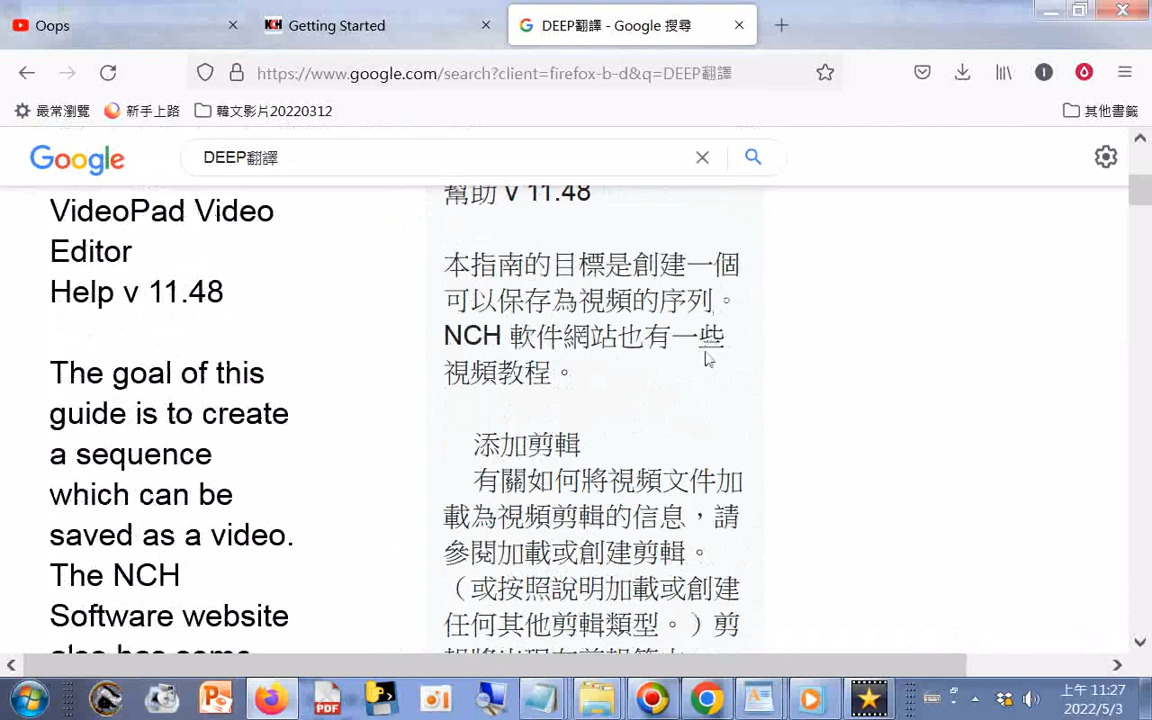 Oops
NCH Getting Started
DEEP翻譯 - Google 搜尋
https://www.google.com/search?client=firefox-b-d&q=DEEP翻譯
最常瀏覽
新手上路
韓文影片20220312
其他書籤
Google
DEEP翻譯
VideoPad Video
Editor
Help v 11.48
The goal of this
guide is to create
a sequence
which can be
saved as a video.
The NCH
Software website
also has some
幫助 v 11.48
本指南的目標是創建一個
可以保存為視頻的序列。
NCH 軟件網站也有一些
視頻教程。
添加剪輯
有關如何將視頻文件加
載為視頻剪輯的信息，請
參閱加載或創建剪輯。
（或按照說明加載或創建
任何其他剪輯類型。）剪
PDF
上午 11:27
2022/5/3